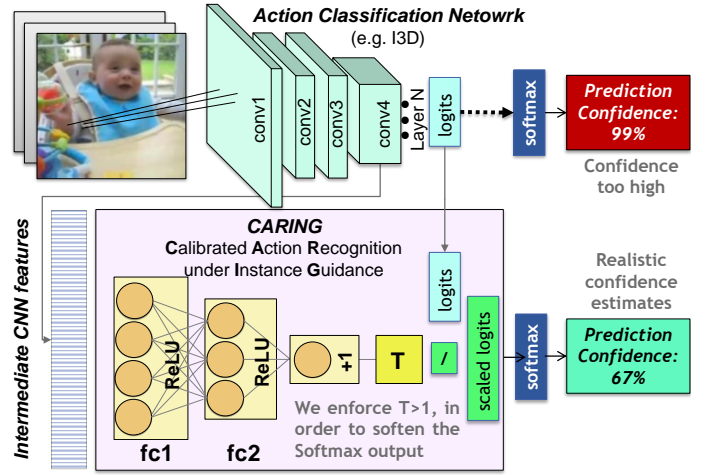 Action Classification Netowrk
(e.g. I3D)
conv1
conv2
conv3
conv4
Layer N
logits
softmax
Prediction
Confidence:
99%
Confidence
too high
Intermediate CNN features
CARING
Calibrated Action Recognition
under Instance Guidance
ReLU
fc1
ReLU
fc2
+1
T
/
logits
scaled logits
We enforce T>1, in
order to soften the
Softmax output
softmax
Realistic
confidence
estimates
Prediction
Confidence:
67%